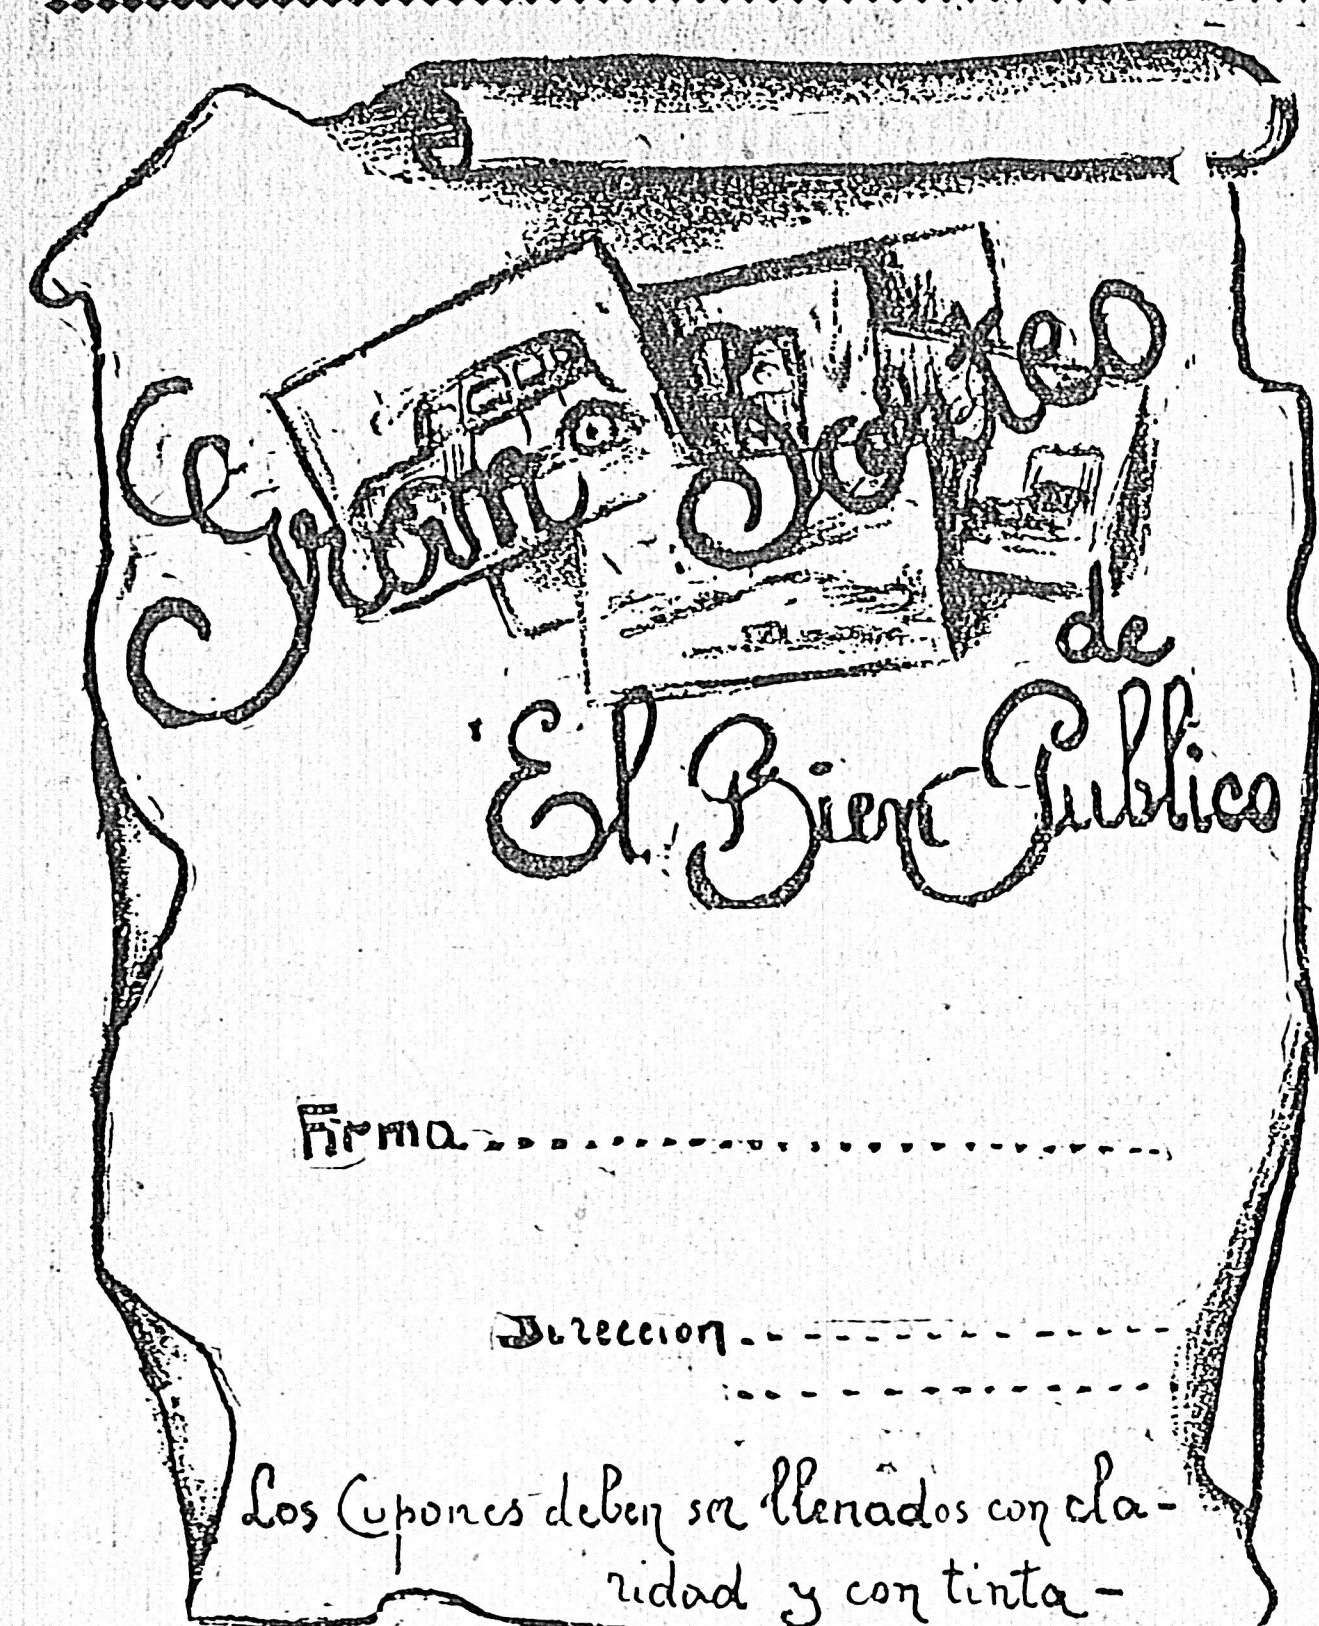 Gran Sorteo
de
El Bien Publico
Firma
Direccion
Los Cupones deben ser llenados con cla-
ridad y con tinta-